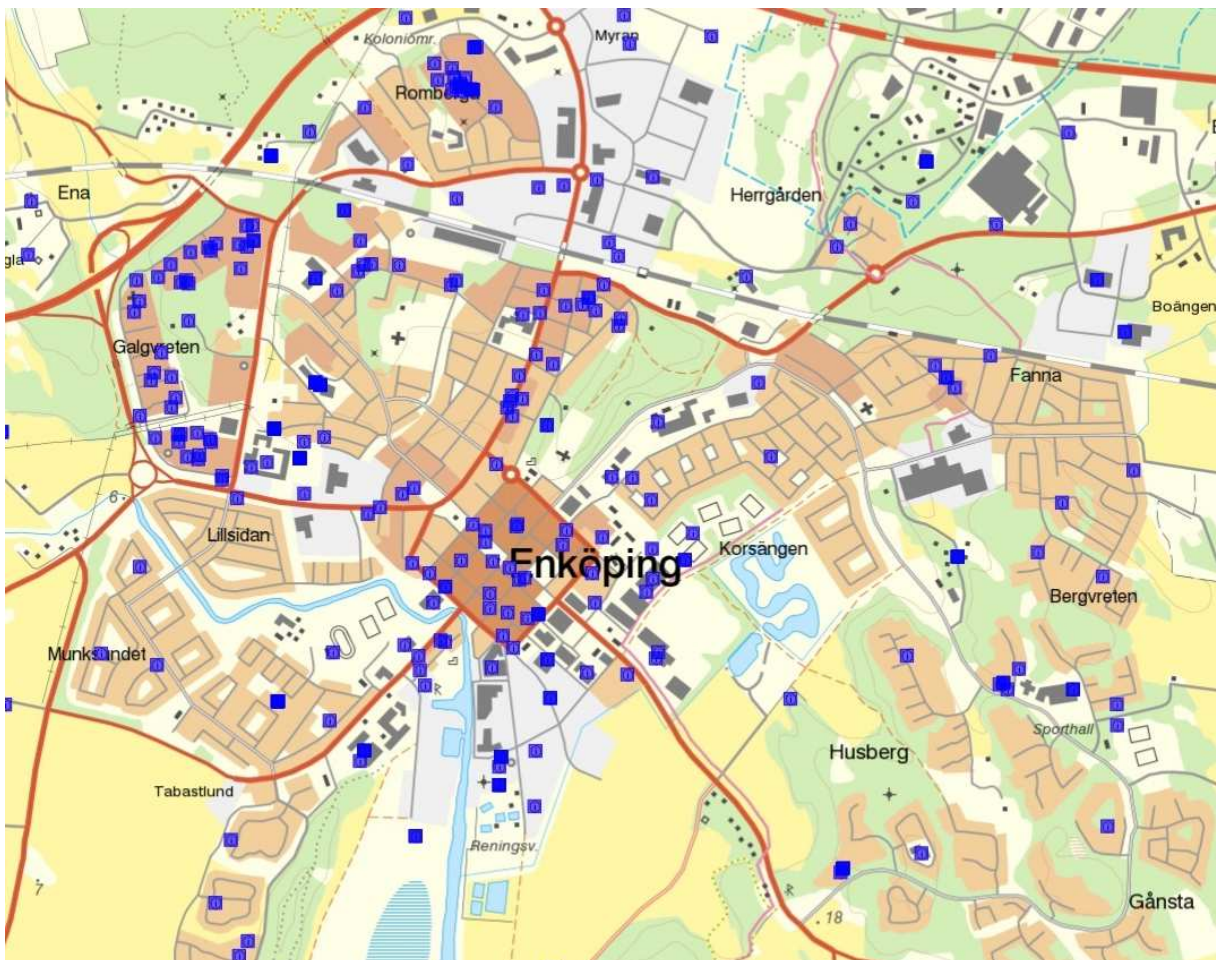 Myran
Koloniömr.
Romberga
Ena
Herrgården
Boängen
Galgvreten
Fanna
6
Lillsidan
Enköping
Korsängen
Bergvreten
Munksundet
Sporthall
Husberg
Tabastlund
Reningsv.
7
18
Gånsta